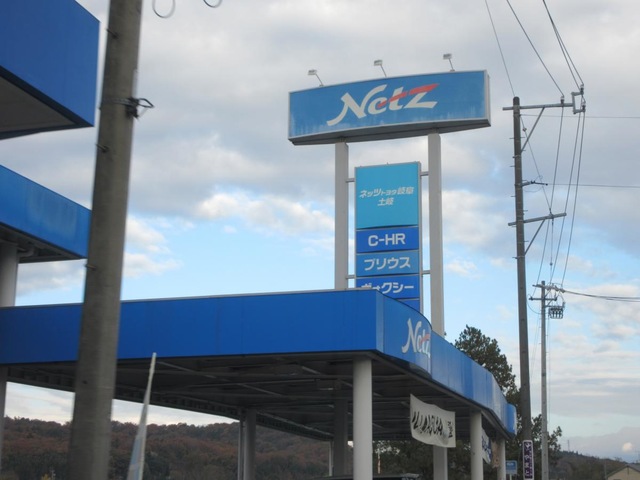 Netz
ネッツトヨタ岐阜
土岐
C-HR
プリウス
ヴォクシー
Netz